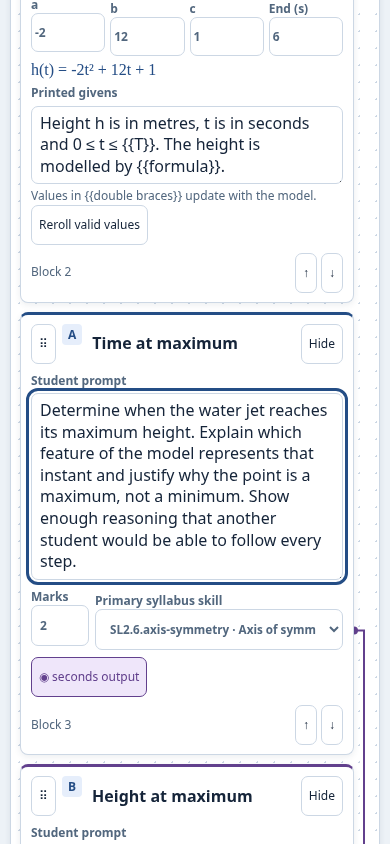 a b c End (s)
-2 12 1 6
h(t) = -2t² + 12t + 1
Printed givens
Height h is in metres, t is in seconds
and 0 ≤ t ≤ {{T}}. The height is
modelled by {{formula}}.
Values in {{double braces}} update with the model.
Reroll valid values
Block 2 ↑ ↓
⠿ A Time at maximum Hide
Student prompt
Determine when the water jet reaches
its maximum height. Explain which
feature of the model represents that
instant and justify why the point is a
maximum, not a minimum. Show
enough reasoning that another
student would be able to follow every
step.
Marks Primary syllabus skill
2 SL2.6.axis-symmetry · Axis of symm
◉ seconds output
Block 3 ↑ ↓
⠿ B Height at maximum Hide
Student prompt